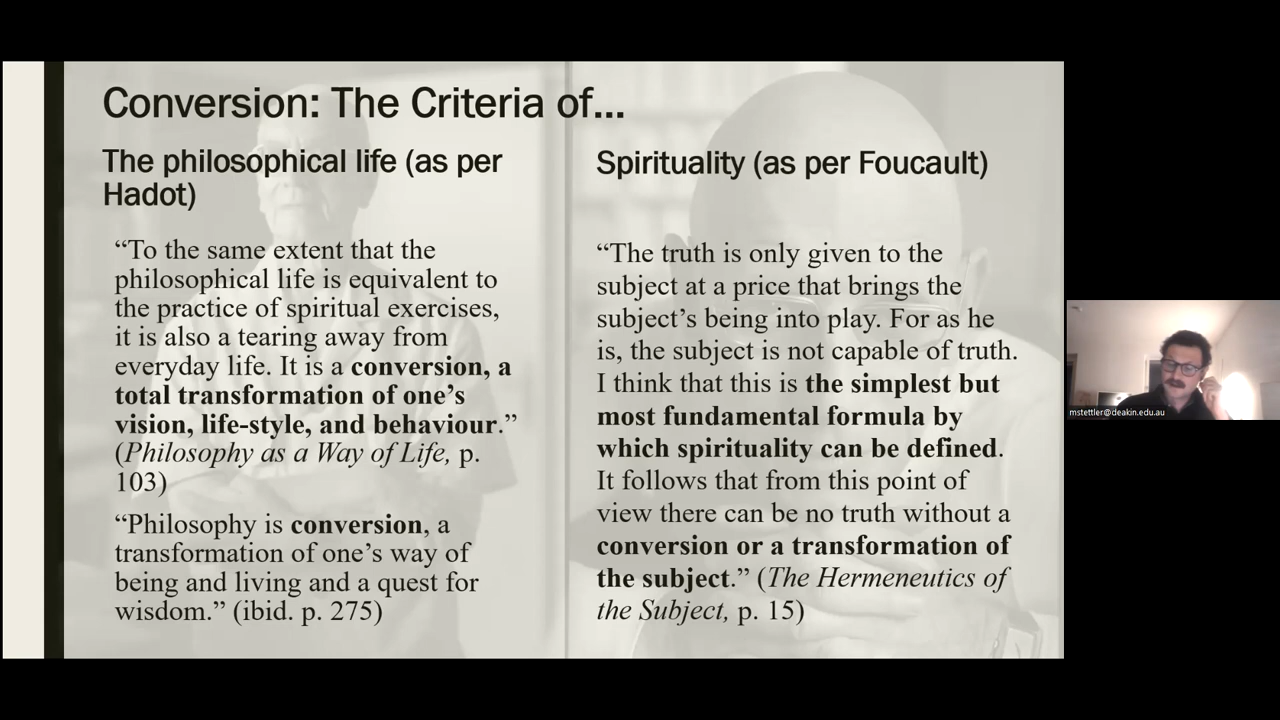 Conversion: The Criteria of...
The philosophical life (as per
Hadot)
“To the same extent that the
philosophical life is equivalent to
the practice of spiritual exercises,
it is also a tearing away from
everyday life. It is a conversion, a
total transformation of one’s
vision, life-style, and behaviour.”
(Philosophy as a Way of Life, p.
103)
“Philosophy is conversion, a
transformation of one’s way of
being and living and a quest for
wisdom.” (ibid. p. 275)
Spirituality (as per Foucault)
“The truth is only given to the
subject at a price that brings the
subject’s being into play. For as he
is, the subject is not capable of truth.
I think that this is the simplest but
most fundamental formula by
which spirituality can be defined.
It follows that from this point of
view there can be no truth without a
conversion or a transformation of
the subject.” (The Hermeneutics of
the Subject, p. 15)
mstettler@deakin.edu.au